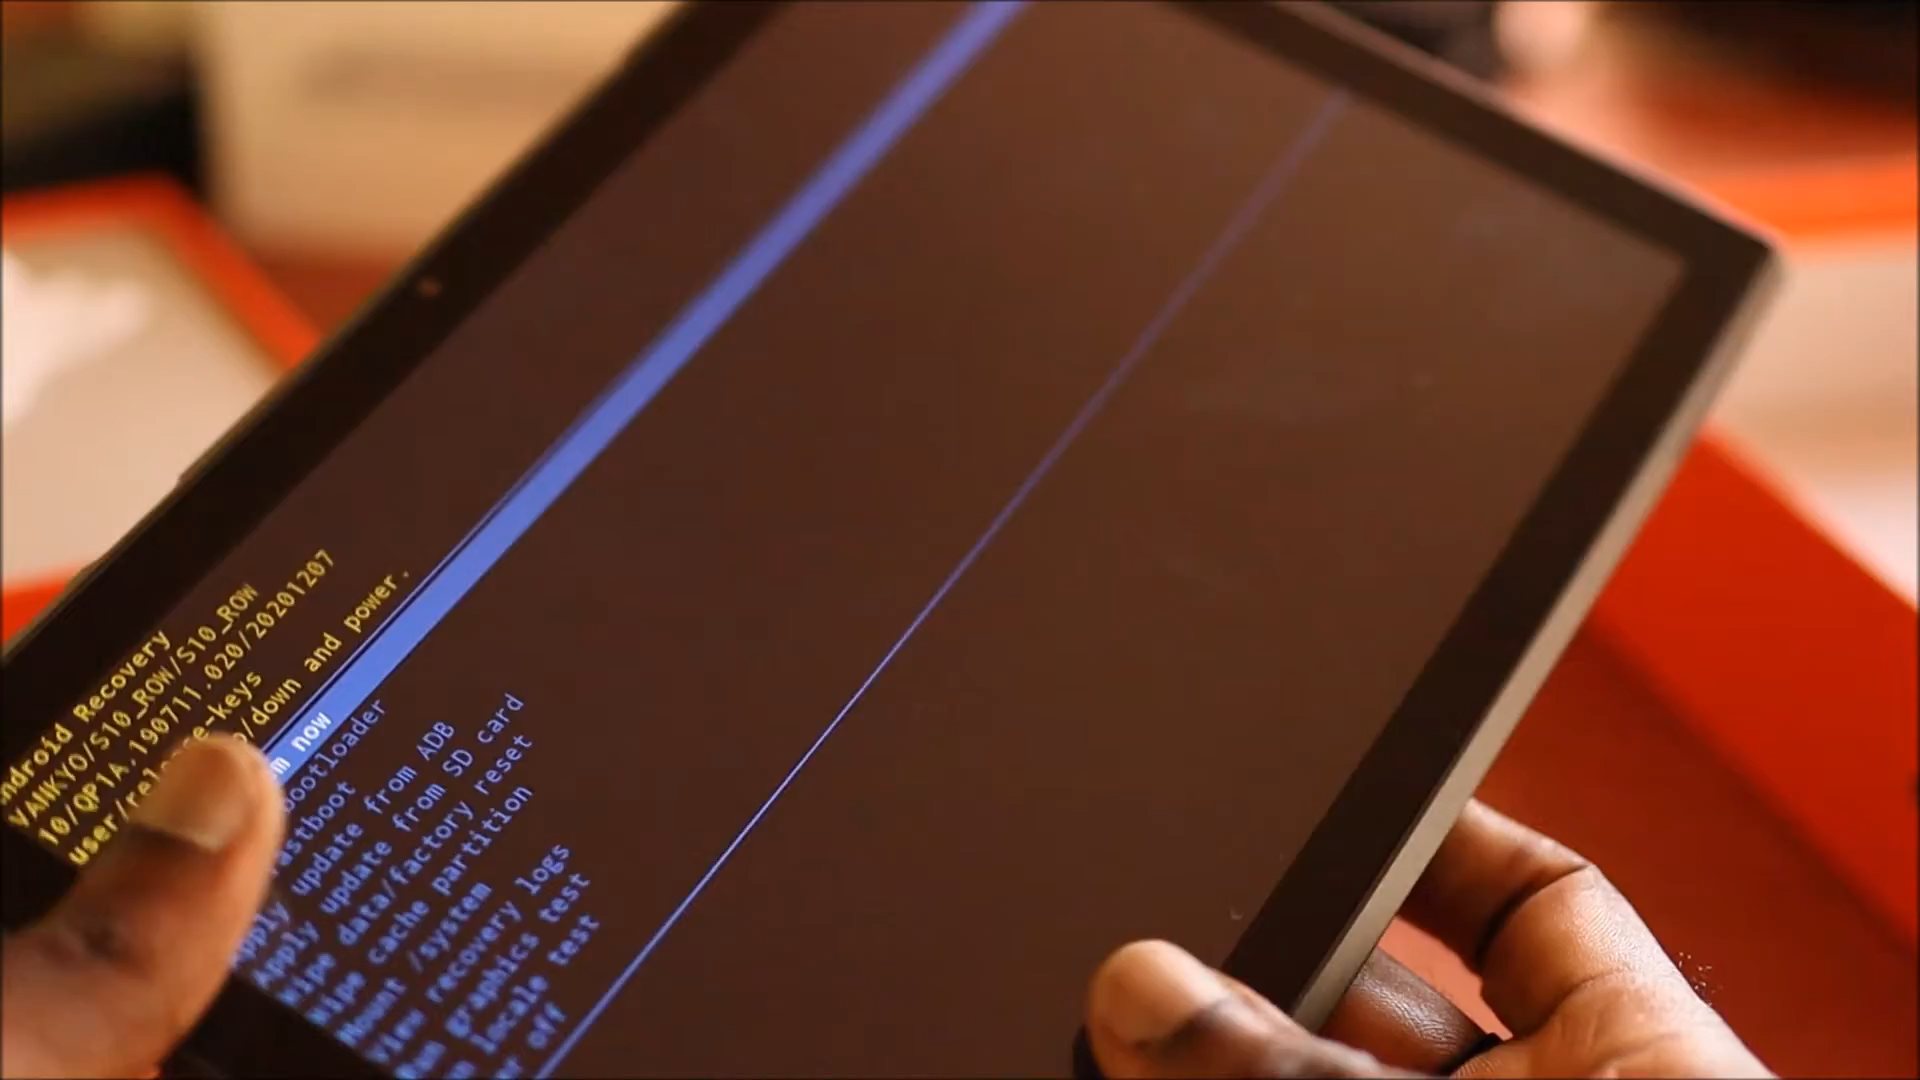 Android Recovery
VANKYO/S10_ROW/S10_ROW
10/QP1A.190711.020/20201207
user/release-keys
/down and power.
now
bootloader
fastboot
Apply update from ADB
Apply update from SD card
Wipe data/factory reset
Wipe cache partition
Mount /system
View recovery logs
Run graphics test
locale test
off